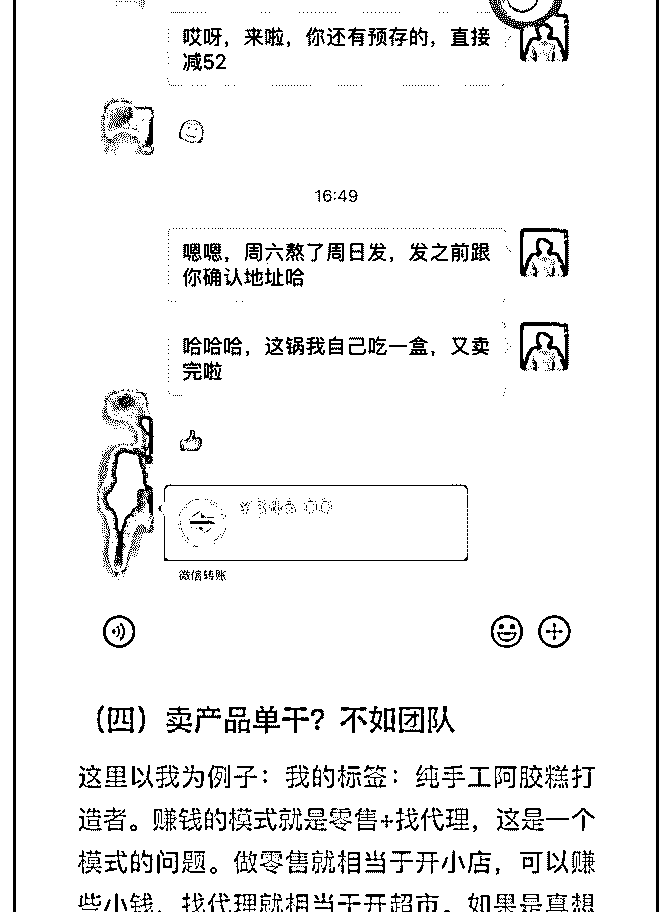 哎呀，来啦，你还有预存的，直接
减52
16:49
嗯嗯，周六熬了周日发，发之前跟
你确认地址哈
哈哈哈，这锅我自己吃一盒，又卖
完啦
微信转账
（四）卖产品单干？不如团队
这里以我为例子：我的标签：纯手工阿胶糕打
造者。赚钱的模式就是零售+找代理，这是一个
模式的问题。做零售就相当于开小店，可以赚
些小钱，找代理就相当于开超市。如果是真想